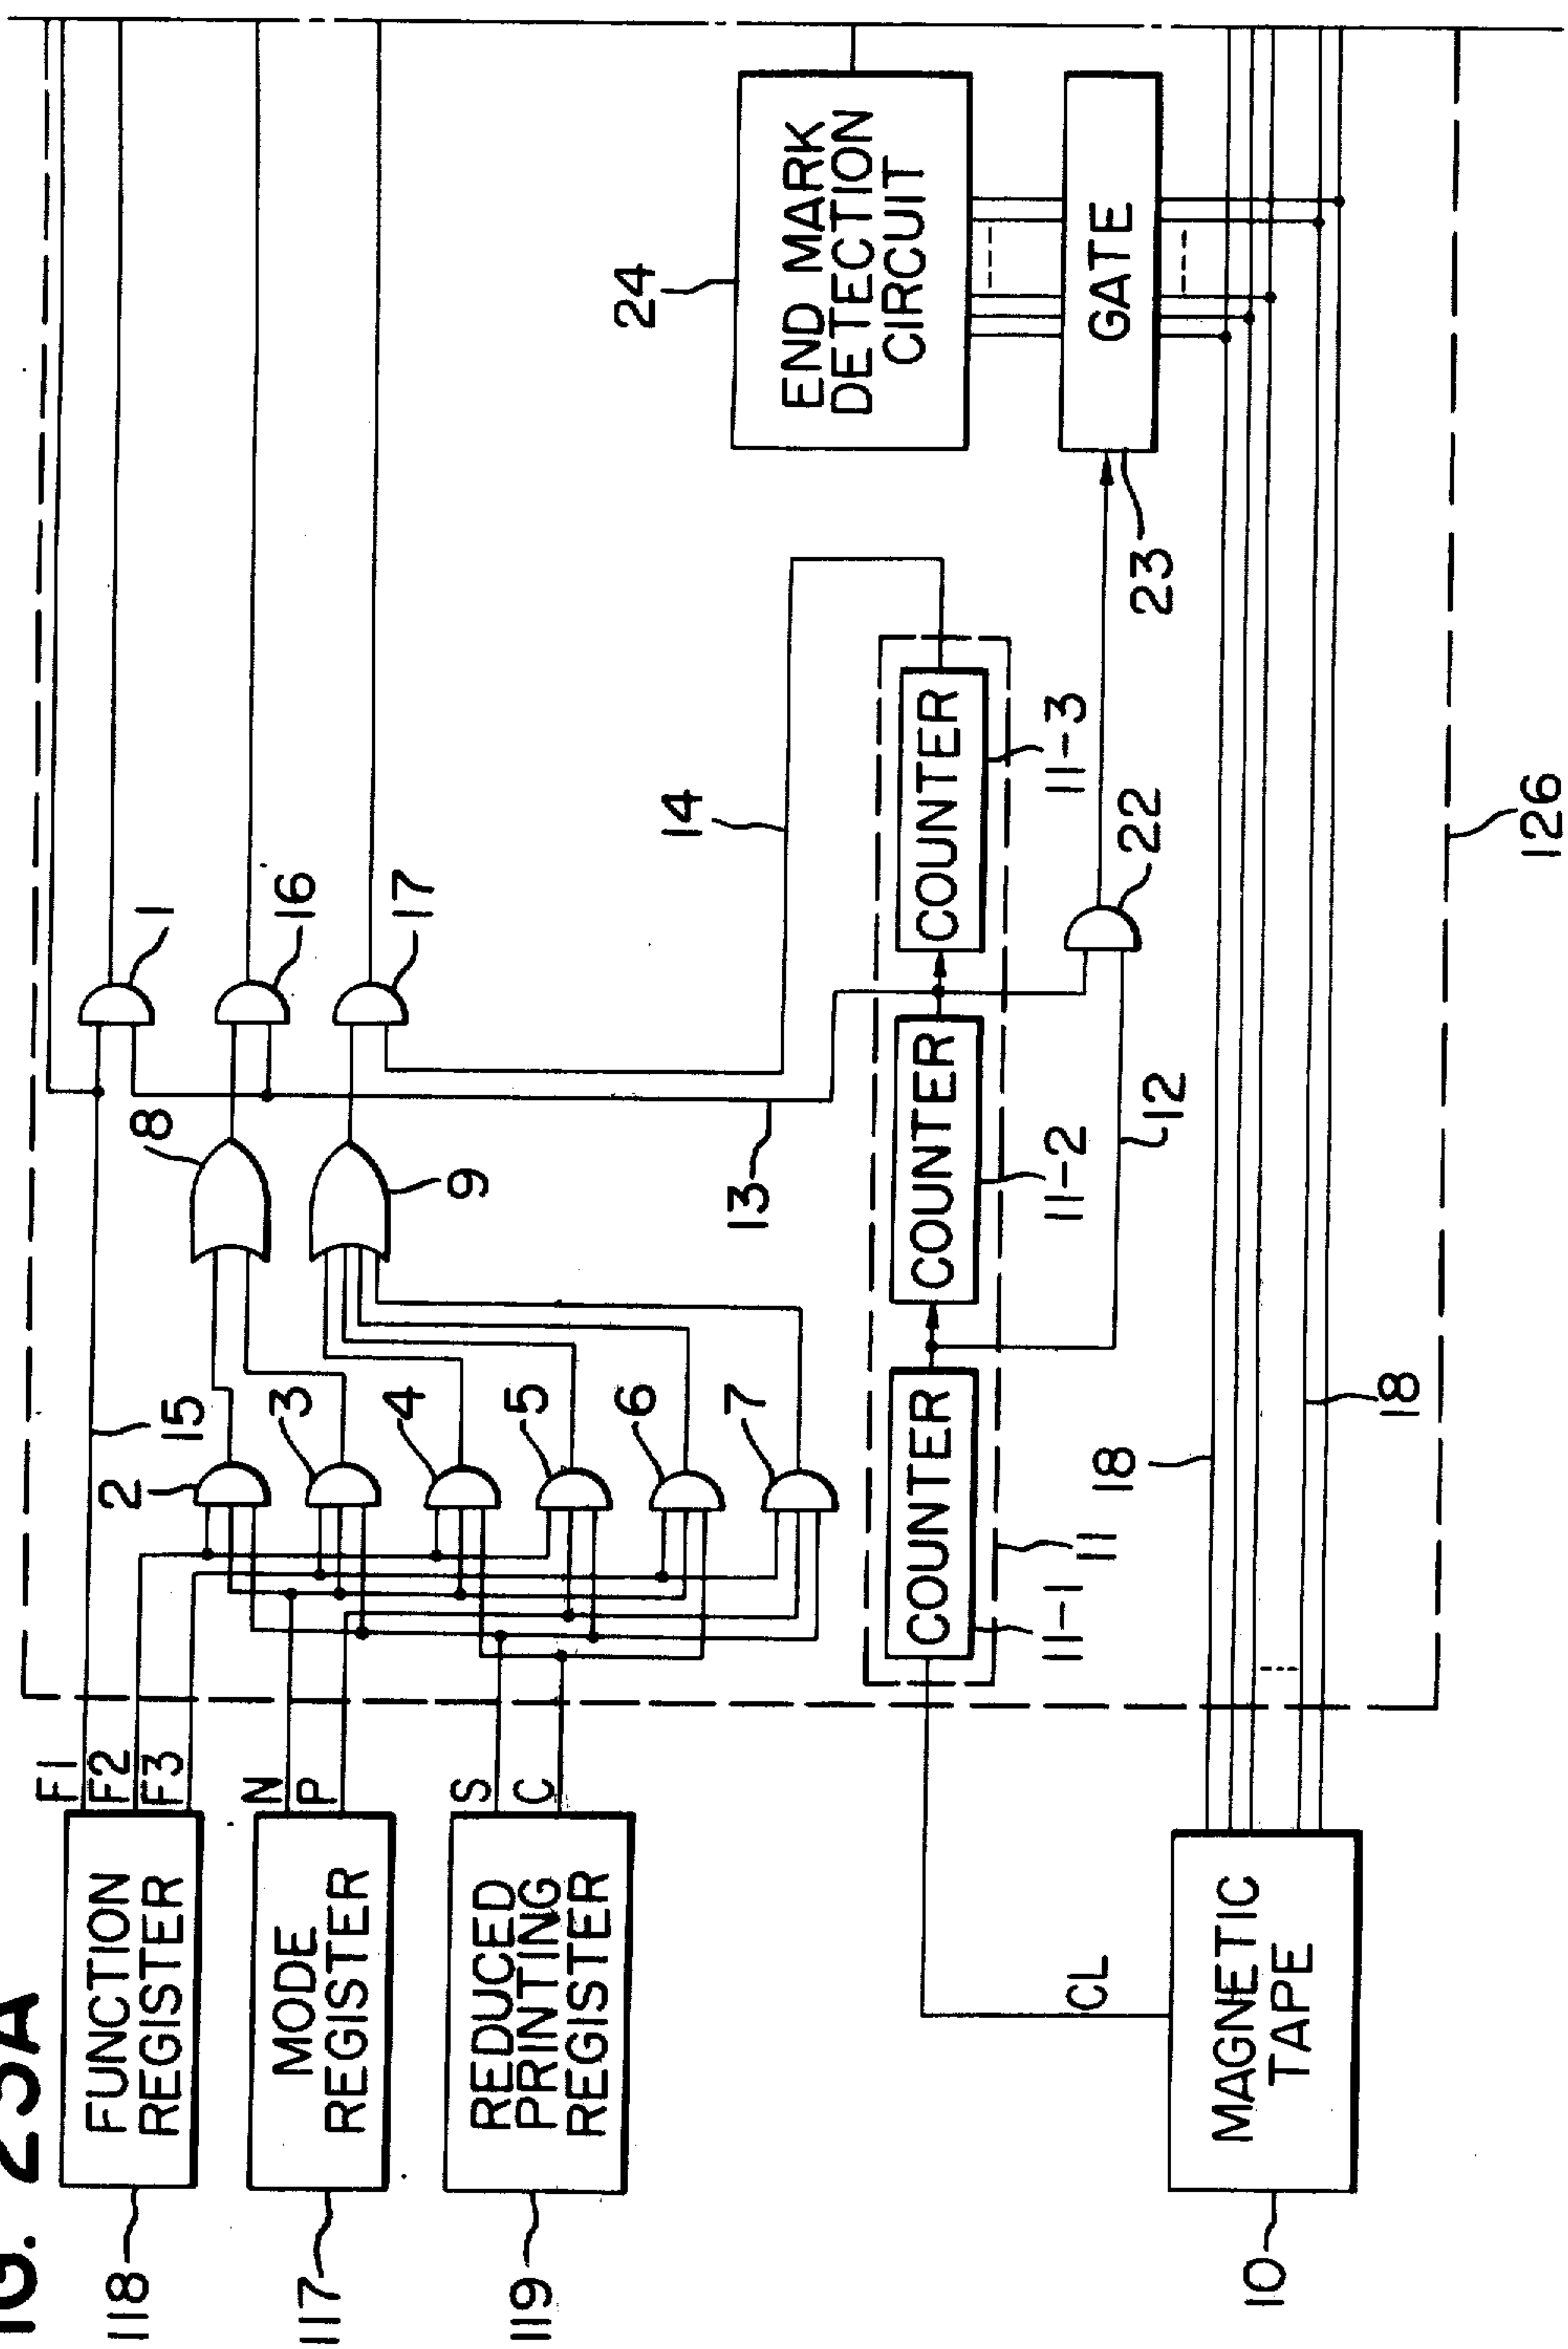 FIG. 23A
118
FUNCTION
REGISTER
F1
F2
F3
117
MODE
REGISTER
N
P
119
REDUCED
PRINTING
REGISTER
S
C
10
MAGNETIC
TAPE
CL
15
2
3
4
5
6
7
8
9
1
16
17
13
14
11
11-1
COUNTER
11-2
COUNTER
11-3
COUNTER
12
22
18
18
23
GATE
24
END MARK
DETECTION
CIRCUIT
126